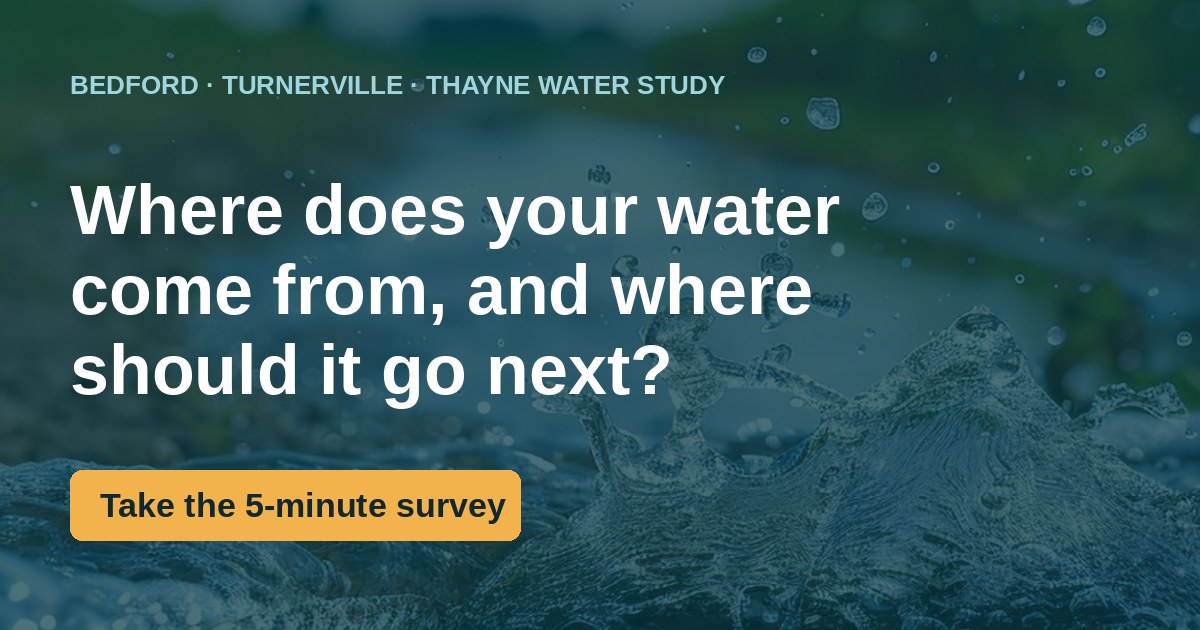 BEDFORD · TURNERVILLE · THAYNE WATER STUDY
Where does your water
come from, and where
should it go next?
Take the 5-minute survey